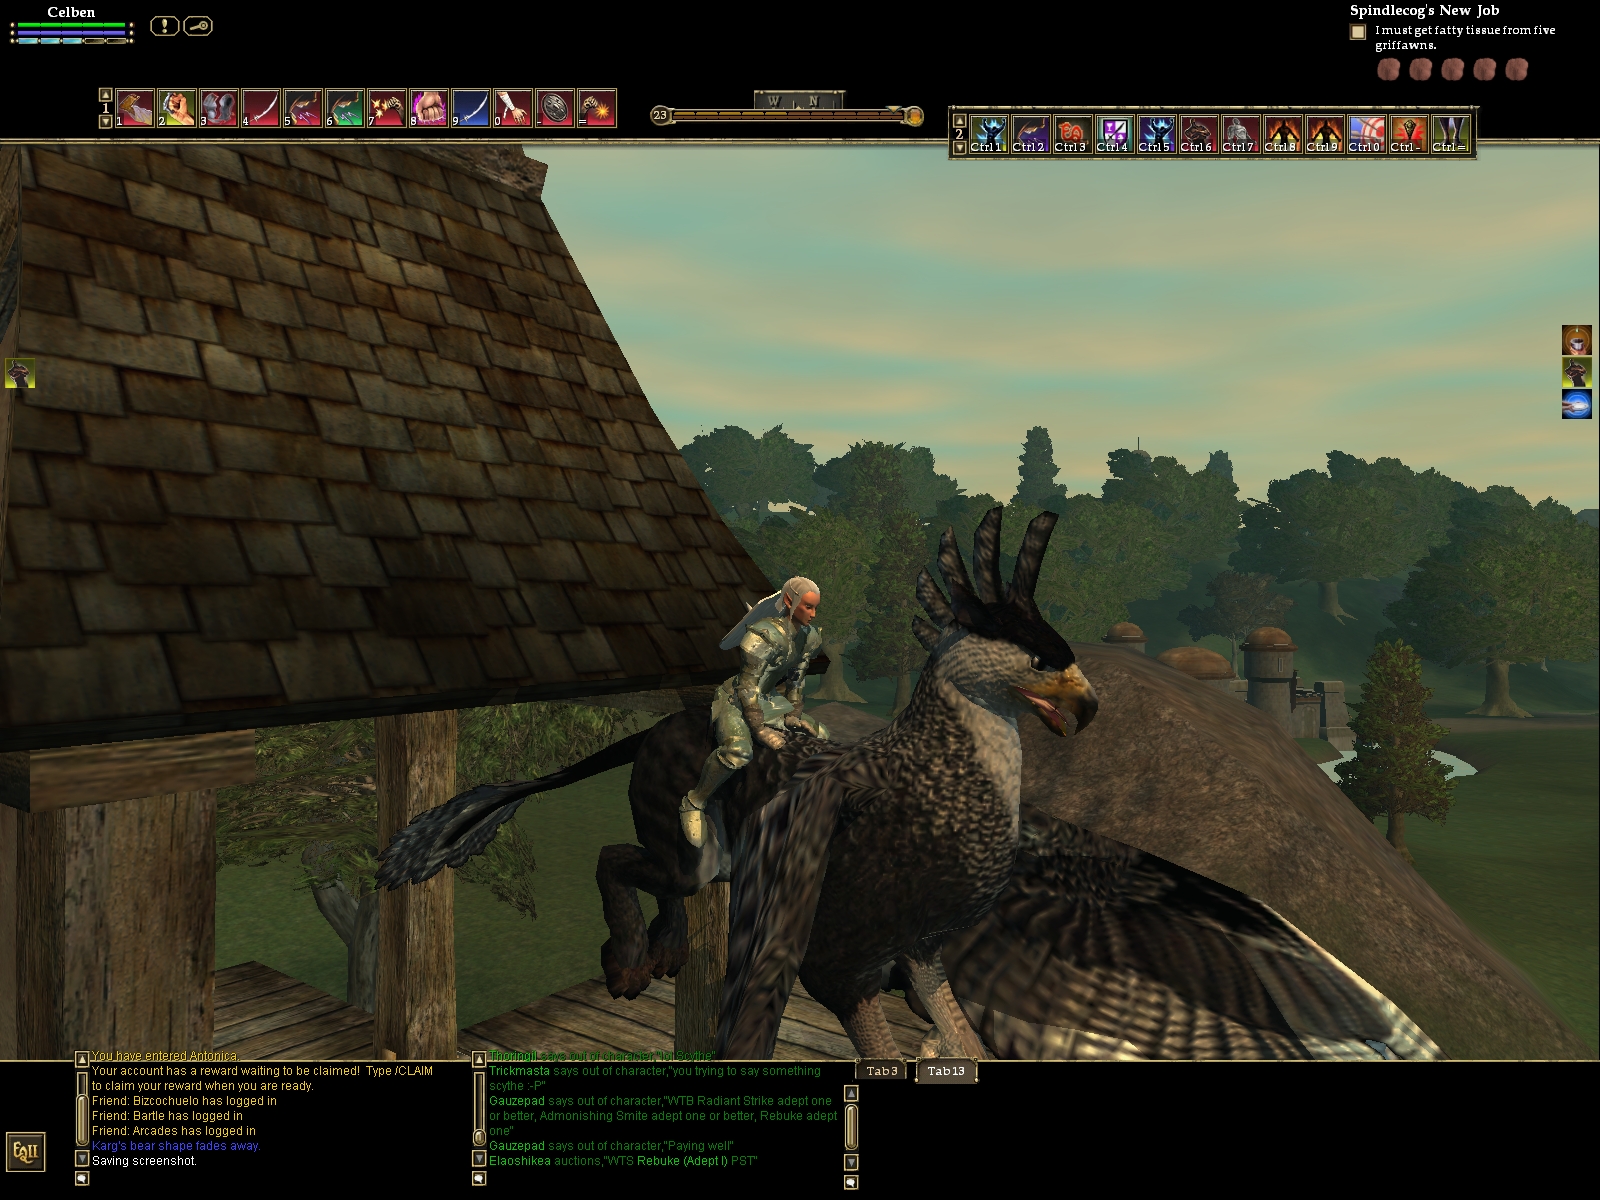 Celben
Spindlecog's New Job
I must get fatty tissue from five
griffawns.
1
1 2 3 4 5 6 7 8 9 0 - =
23
W N
2
Ctrl1 Ctrl2 Ctrl3 Ctrl4 Ctrl5 Ctrl6 Ctrl7 Ctrl8 Ctrl9 Ctrl0 Ctrl- Ctrl=
You have entered Antonica.
Your account has a reward waiting to be claimed! Type /CLAIM
to claim your reward when you are ready.
Friend: Bizcochuelo has logged in
Friend: Bartle has logged in
Friend: Arcades has logged in
Karg's bear shape fades away.
Saving screenshot.
says out of character,"lol Scythe"
Trickmasta says out of character,"you trying to say something
scythe :-P"
Gauzepad says out of character,"WTB Radiant Strike adept one
or better, Admonishing Smite adept one or better, Rebuke adept
one"
Gauzepad says out of character,"Paying well"
Elaoshikea auctions,"WTS Rebuke (Adept I) PST"
Tab3
Tab13
EQII